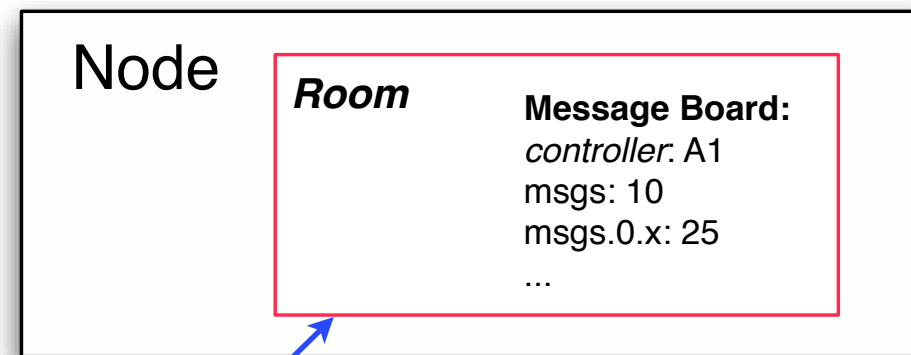 Node
Room
Message Board:
controller: A1
msgs: 10
msgs.0.x: 25
...